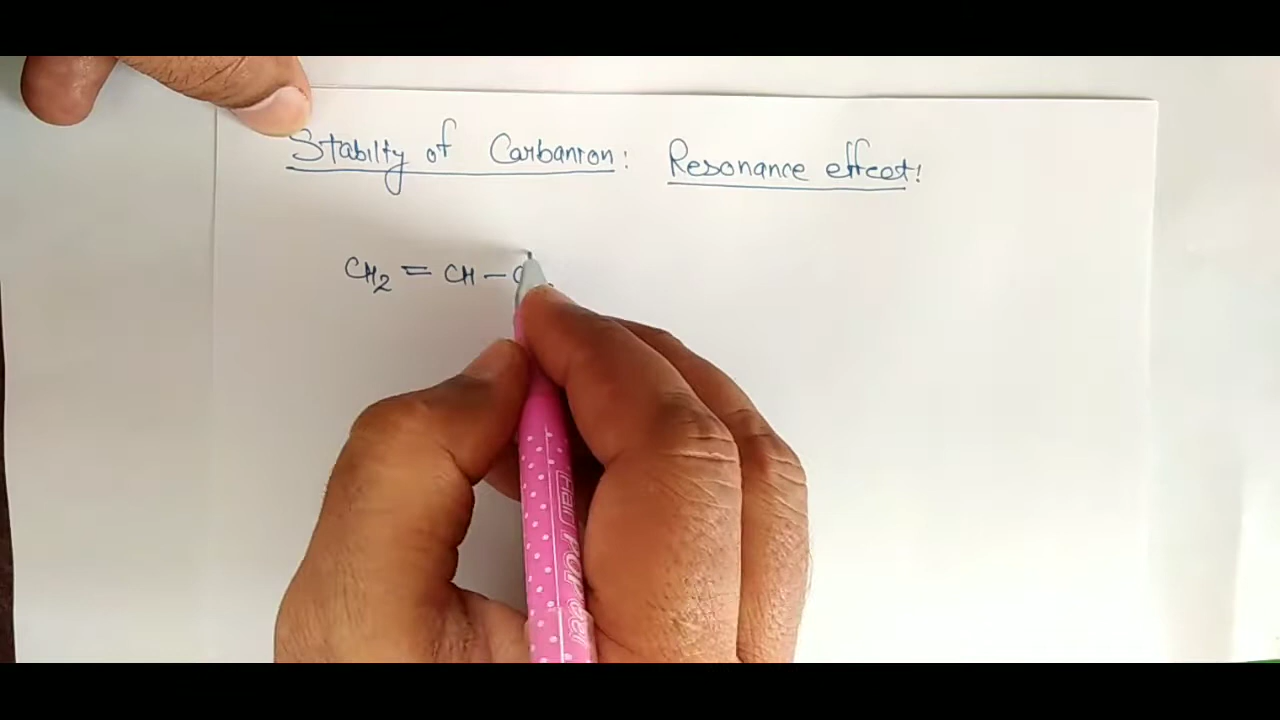 Stabilty of Carbanion: Resonance effect:
CH2 = CH - C